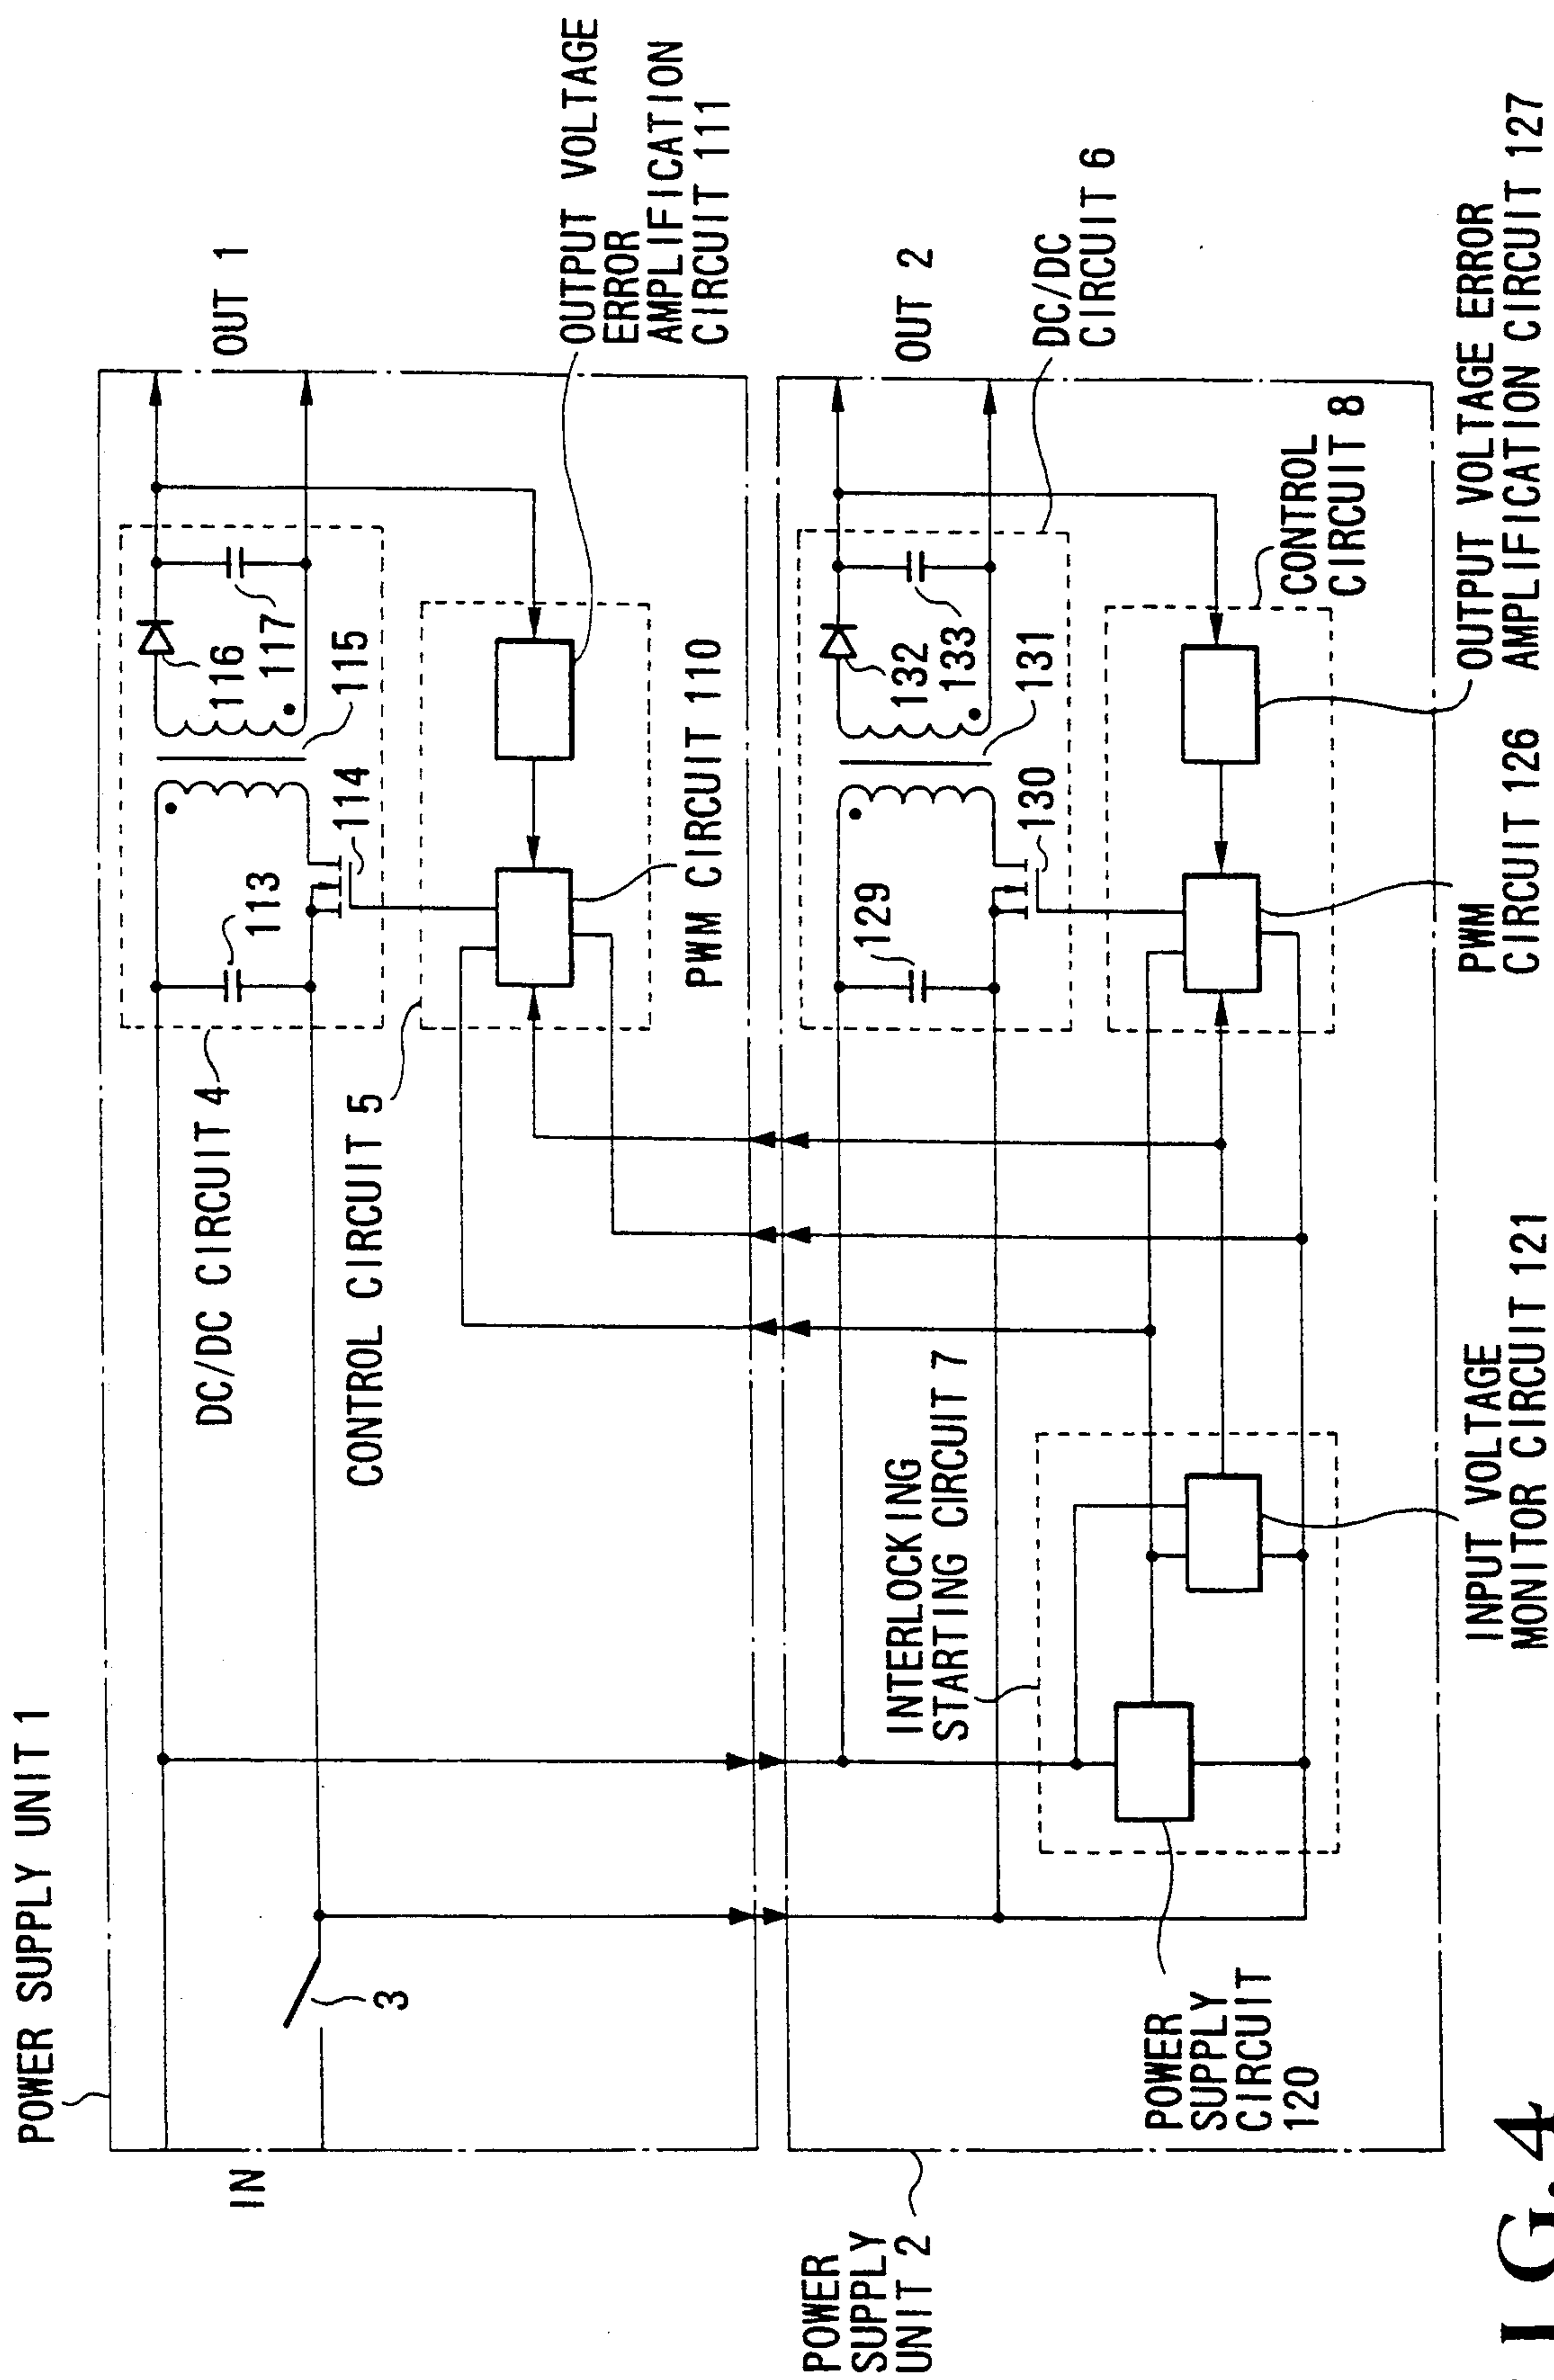 POWER SUPPLY UNIT 1
IN
3
DC/DC CIRCUIT 4
CONTROL CIRCUIT 5
113
114
115
116
117
OUT 1
PWM CIRCUIT 110
OUTPUT VOLTAGE
ERROR
AMPLIFICATION
CIRCUIT 111
POWER
SUPPLY
UNIT 2
INTERLOCKING
STARTING CIRCUIT 7
POWER
SUPPLY
CIRCUIT
120
INPUT VOLTAGE
MONITOR CIRCUIT 121
129
130
131
132
133
OUT 2
DC/DC
CIRCUIT 6
CONTROL
CIRCUIT 8
PWM
CIRCUIT 126
OUTPUT VOLTAGE ERROR
AMPLIFICATION CIRCUIT 127
IG. 4